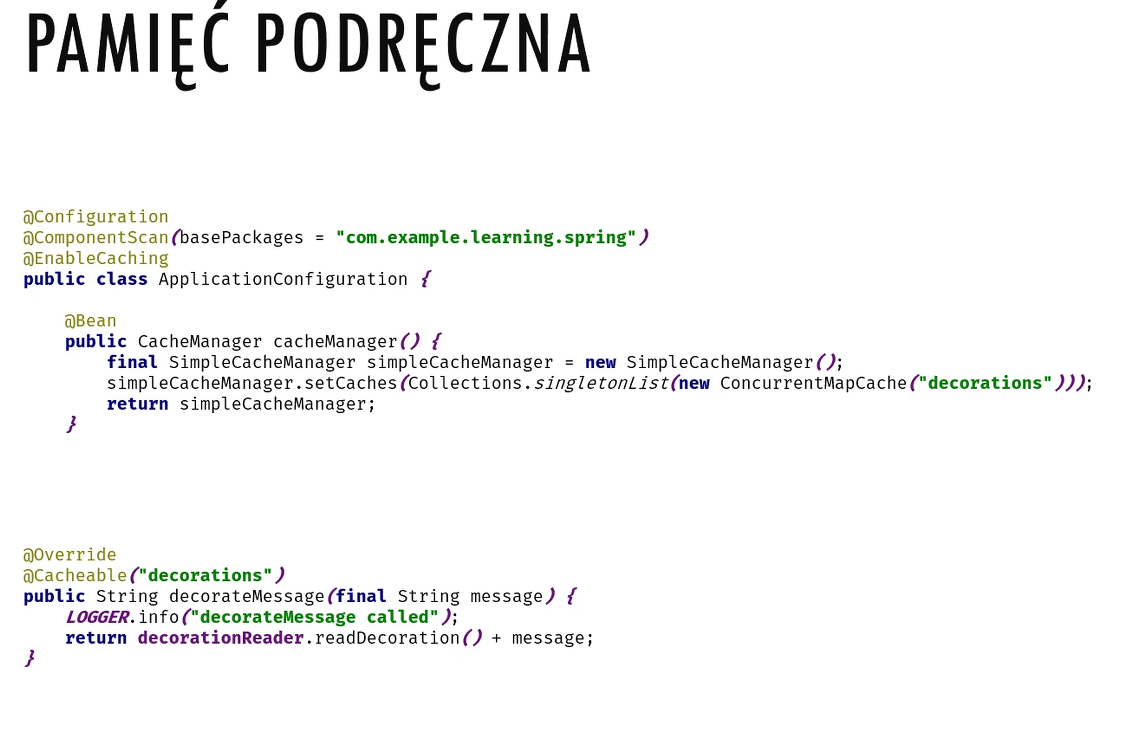 PAMIĘĆ PODRĘCZNA
@Configuration
@ComponentScan(basePackages = "com.example.learning.spring")
@EnableCaching
public class ApplicationConfiguration {
    @Bean
    public CacheManager cacheManager() {
        final SimpleCacheManager simpleCacheManager = new SimpleCacheManager();
        simpleCacheManager.setCaches(Collections.singletonList(new ConcurrentMapCache("decorations")));
        return simpleCacheManager;
    }
@Override
@Cacheable("decorations")
public String decorateMessage(final String message) {
    LOGGER.info("decorateMessage called");
    return decorationReader.readDecoration() + message;
}